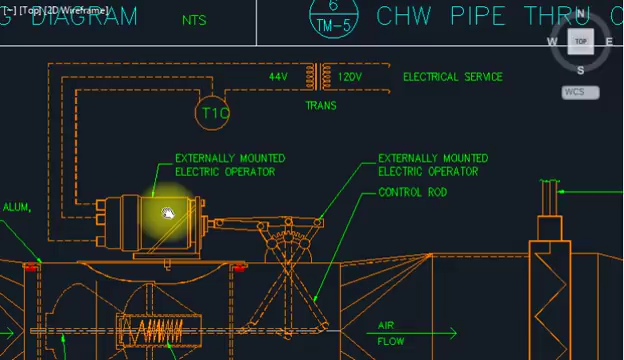 [-] [Top] [2D Wireframe]
G DIAGRAM
NTS
6
TM-5
CHW PIPE THRU
N
W
TOP
E
S
WCS
44V
120V
ELECTRICAL SERVICE
TRANS
EXTERNALLY MOUNTED
ELECTRIC OPERATOR
EXTERNALLY MOUNTED
ELECTRIC OPERATOR
CONTROL ROD
ALUM,
AIR
FLOW